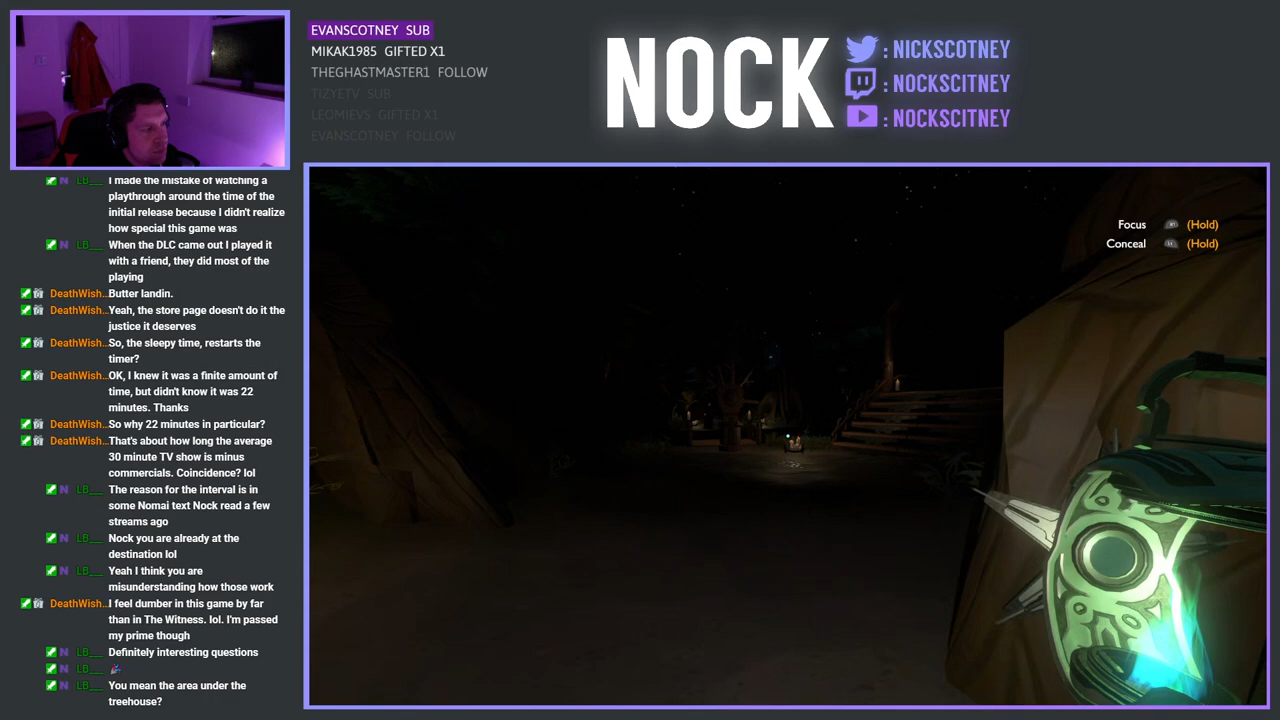 EVANSCOTNEY SUB
MIKAK1985 GIFTED X1
THEGHASTMASTER1 FOLLOW
TIZYETV SUB
LEOMIEVS GIFTED X1
EVANSCOTNEY FOLLOW
NOCK
: NICKSCOTNEY
: NOCKSCITNEY
: NOCKSCITNEY
LB___ I made the mistake of watching a
playthrough around the time of the
initial release because I didn't realize
how special this game was
LB___ When the DLC came out I played it
with a friend, they did most of the
playing
DeathWish... Butter landin.
DeathWish... Yeah, the store page doesn't do it the
justice it deserves
DeathWish... So, the sleepy time, restarts the
timer?
DeathWish... OK, I knew it was a finite amount of
time, but didn't know it was 22
minutes. Thanks
DeathWish... So why 22 minutes in particular?
DeathWish... That's about how long the average
30 minute TV show is minus
commercials. Coincidence? lol
LB___ The reason for the interval is in
some Nomai text Nock read a few
streams ago
LB___ Nock you are already at the
destination lol
LB___ Yeah I think you are
misunderstanding how those work
DeathWish... I feel dumber in this game by far
than in The Witness. lol. I'm passed
my prime though
LB___ Definitely interesting questions
LB___ 🎉
LB___ You mean the area under the
treehouse?
Focus (Hold)
Conceal (Hold)